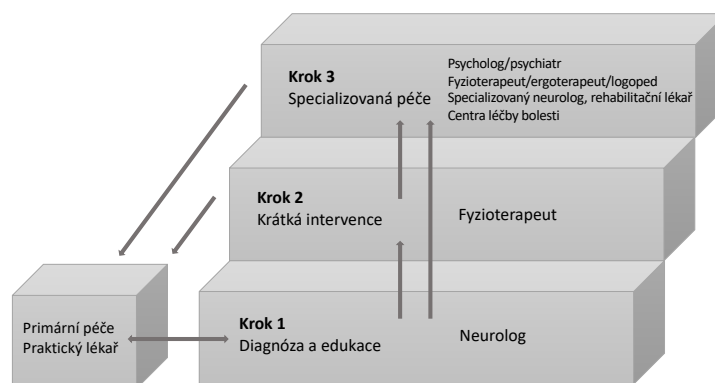 Krok 3
Specializovaná péče
Psycholog/psychiatr
Fyzioterapeut/ergoterapeut/logoped
Specializovaný neurolog, rehabilitační lékař
Centra léčby bolesti
Krok 2
Krátká intervence
Fyzioterapeut
Primární péče
Praktický lékař
Krok 1
Diagnóza a edukace
Neurolog